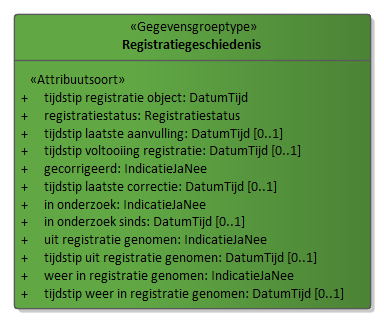 «Gegevensgroeptype»
Registratiegeschiedenis
«Attribuutsoort»
+ tijdstip registratie object: DatumTijd
+ registratiestatus: Registratiestatus
+ tijdstip laatste aanvulling: DatumTijd [0..1]
+ tijdstip voltooiing registratie: DatumTijd [0..1]
+ gecorrigeerd: IndicatieJaNee
+ tijdstip laatste correctie: DatumTijd [0..1]
+ in onderzoek: IndicatieJaNee
+ in onderzoek sinds: DatumTijd [0..1]
+ uit registratie genomen: IndicatieJaNee
+ tijdstip uit registratie genomen: DatumTijd [0..1]
+ weer in registratie genomen: IndicatieJaNee
+ tijdstip weer in registratie genomen: DatumTijd [0..1]